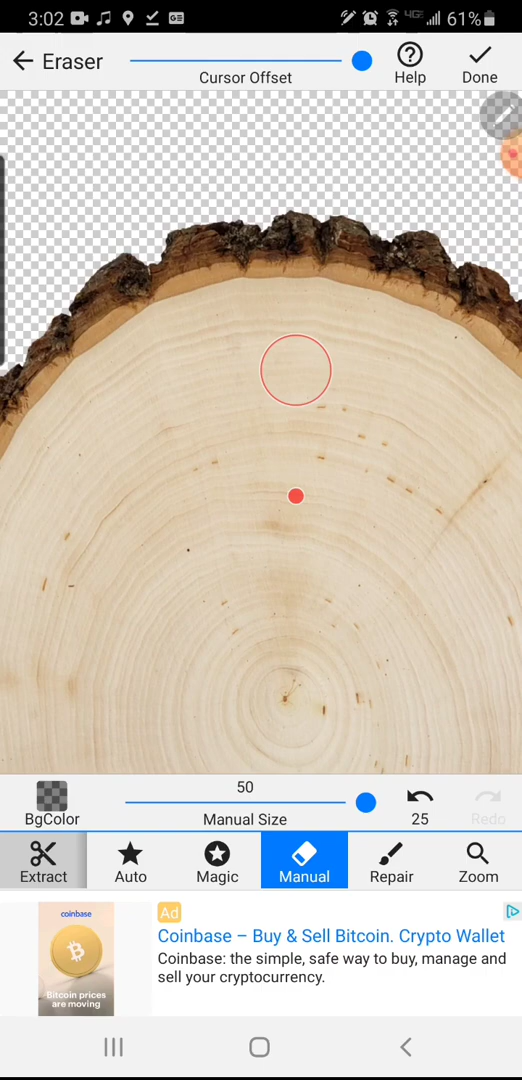 3:02
4G
61%
Eraser
Cursor Offset
Help
Done
50
BgColor
Manual Size
25
Redo
Extract
Auto
Magic
Manual
Repair
Zoom
coinbase
Bitcoin prices
are moving
Ad
Coinbase – Buy & Sell Bitcoin. Crypto Wallet
Coinbase: the simple, safe way to buy, manage and
sell your cryptocurrency.